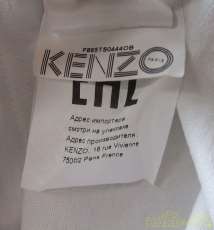 F865TS0444OB
KENZO
PARIS
EAC
Адрес импортера
смотри на упаковке
Адрес производителя
KENZO, 18 rue Vivienne
75002 Paris France